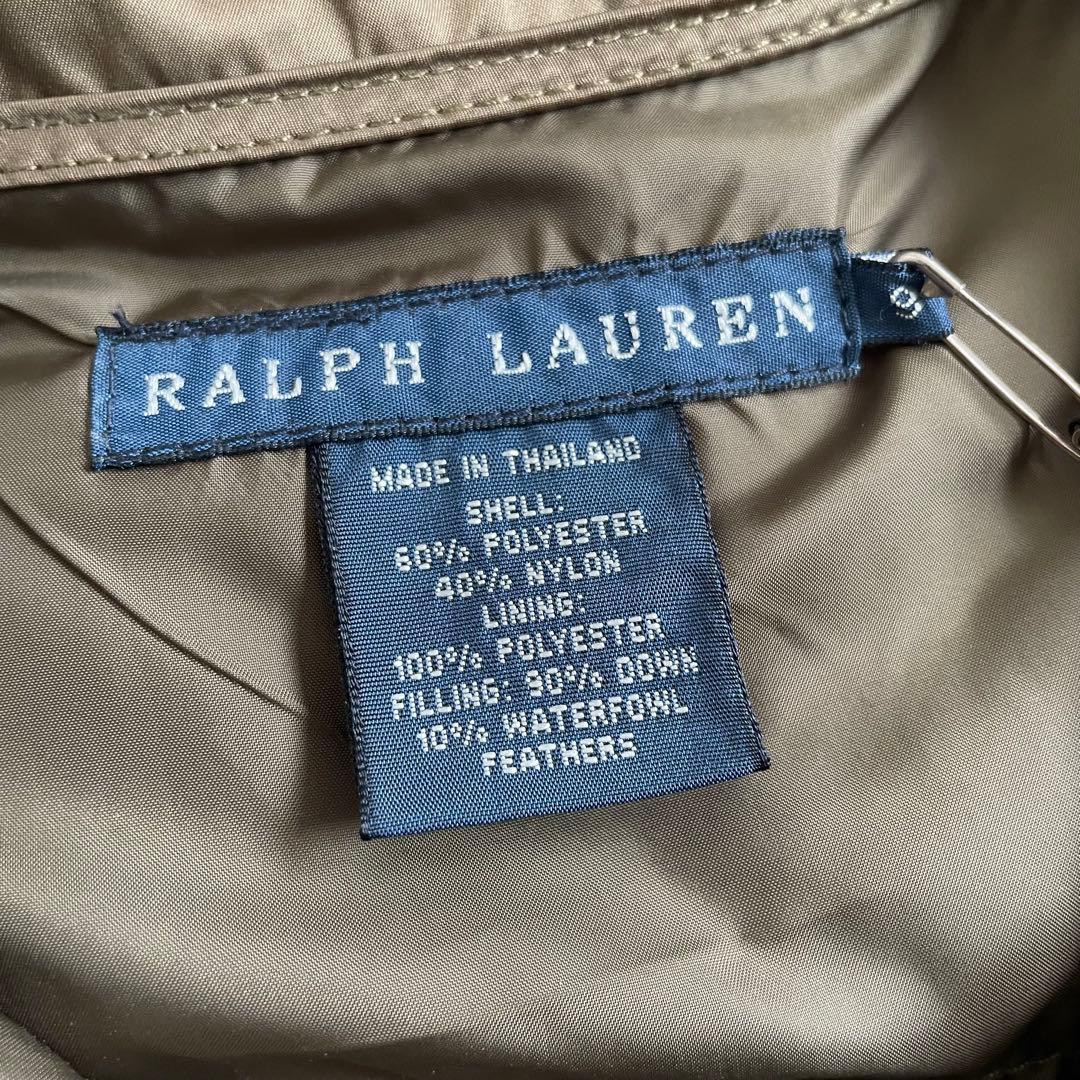 RALPH LAUREN
MADE IN THAILAND
SHELL:
60% POLYESTER
40% NYLON
LINING:
100% POLYESTER
FILLING: 90% DOWN
10% WATERFOWL
FEATHERS